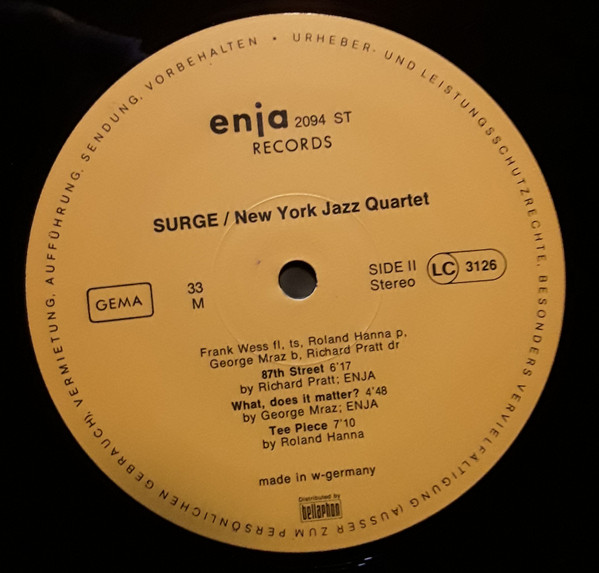 SENDUNG, VORBEHALTEN • URHEBER- UND LEISTUNGSSCHUTZRECHTE, BESONDERS VERVIELFÄLTIGUNG (AUSSER ZUM PERSÖNLICHEN GEBRAUCH), VERMIETUNG, AUFFÜHRUNG,
enja 2094 ST
RECORDS
SURGE / New York Jazz Quartet
GEMA
33
M
SIDE II
Stereo
LC 3126
Frank Wess fl, ts, Roland Hanna p,
George Mraz b, Richard Pratt dr
87th Street 6'17
by Richard Pratt; ENJA
What, does it matter? 4'48
by George Mraz; ENJA
Tee Piece 7'10
by Roland Hanna
made in w-germany
Distributed by
bellaphon